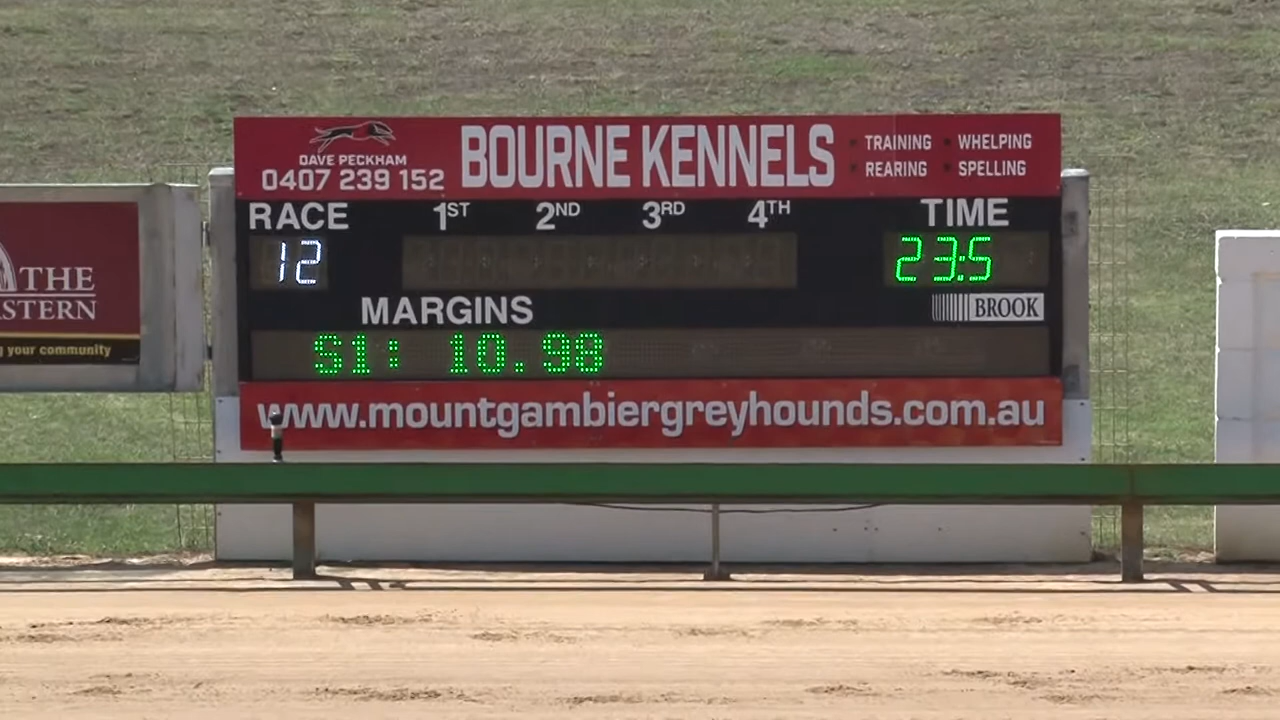 DAVE PECKHAM
0407 239 152
BOURNE KENNELS
TRAINING WHELPING
REARING SPELLING
RACE 1ST 2ND 3RD 4TH TIME
12 23:5
MARGINS
BROOK
S1: 10.98
www.mountgambiergreyhounds.com.au
THE
your community